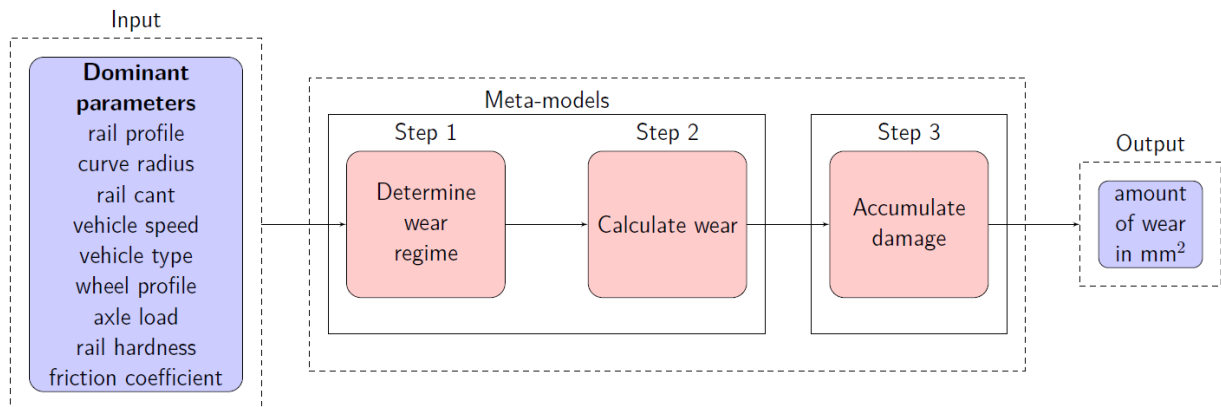 Input
Dominant
parameters
rail profile
curve radius
rail cant
vehicle speed
vehicle type
wheel profile
axle load
rail hardness
friction coefficient
Meta-models
Step 1
Determine
wear
regime
Step 2
Calculate wear
Step 3
Accumulate
damage
Output
amount
of wear
in mm²